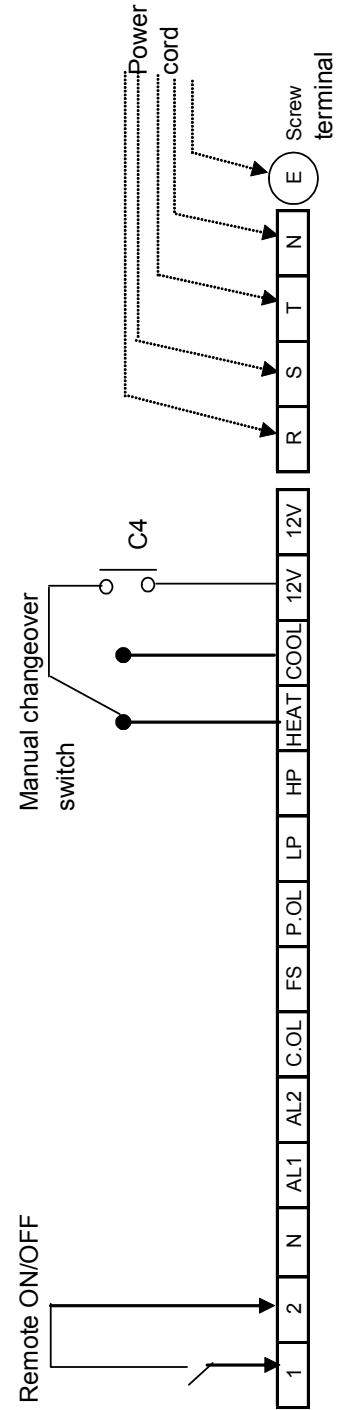 Remote ON/OFF
Manual changeover
switch
C4
Power
cord
Screw
terminal
1
2
N
AL1
AL2
C.OL
FS
P.OL
LP
HP
HEAT
COOL
12V
12V
R
S
T
N
E